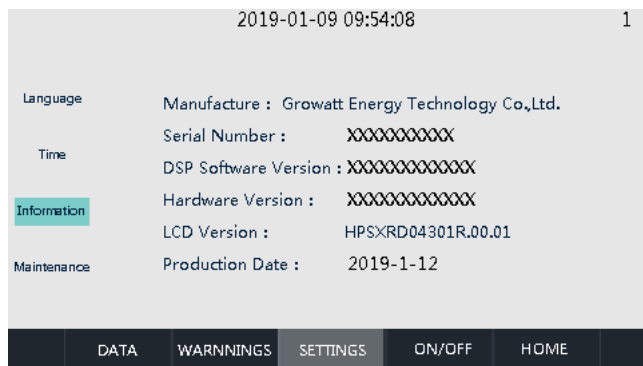 2019-01-09 09:54:08 1
Language
Manufacture : Growatt Energy Technology Co.,Ltd.
Serial Number : XXXXXXXXXX
Time
DSP Software Version : XXXXXXXXXXXX
Information
Hardware Version : XXXXXXXXXXXX
LCD Version : HPSXRD04301R.00.01
Maintenance
Production Date : 2019-1-12
DATA WARNNINGS SETTINGS ON/OFF HOME